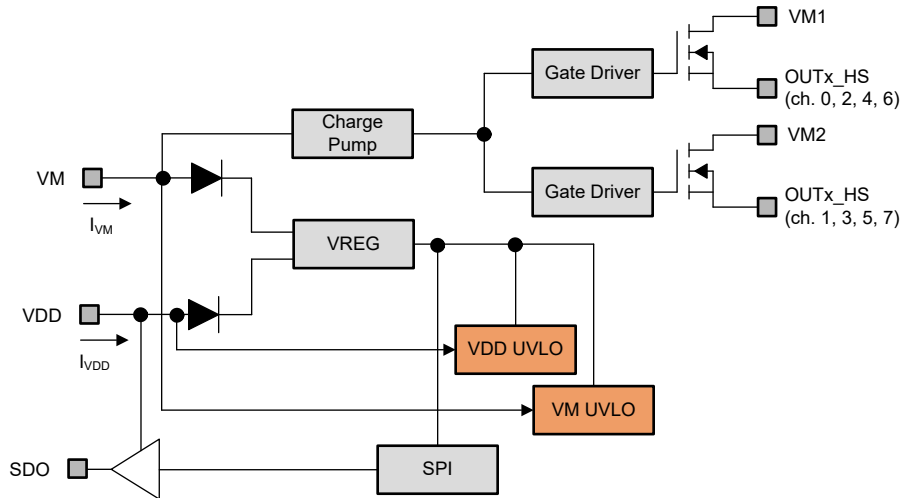 VM1
Gate Driver
OUTx_HS
(ch. 0, 2, 4, 6)
Charge
Pump
VM2
VM
Gate Driver
OUTx_HS
(ch. 1, 3, 5, 7)
IVM
VREG
VDD
VDD UVLO
IVDD
VM UVLO
SDO
SPI